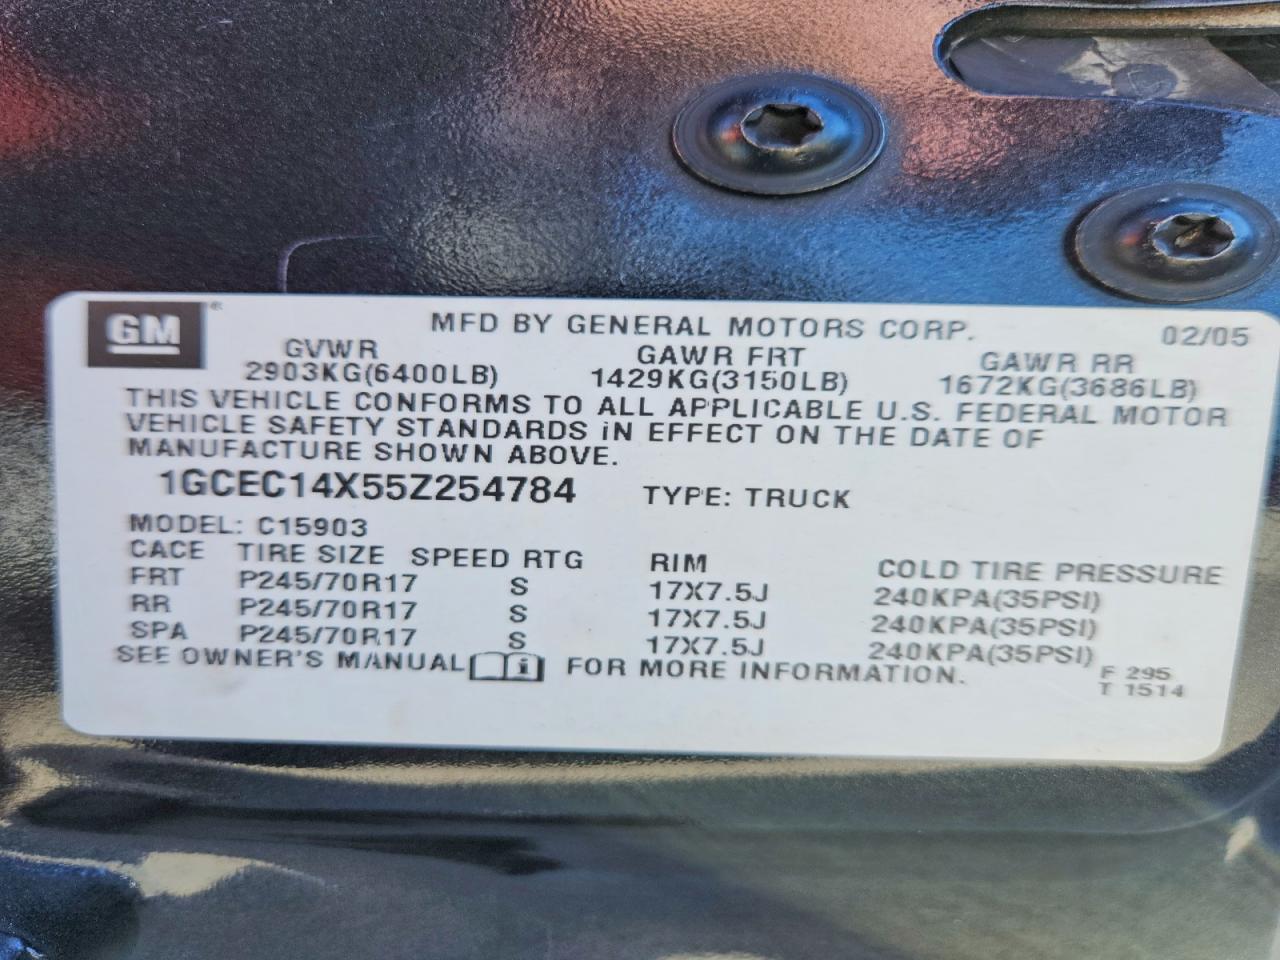 GM® MFD BY GENERAL MOTORS CORP. 02/05
GVWR GAWR FRT GAWR RR
2903KG(6400LB) 1429KG(3150LB) 1672KG(3686LB)
THIS VEHICLE CONFORMS TO ALL APPLICABLE U.S. FEDERAL MOTOR
VEHICLE SAFETY STANDARDS IN EFFECT ON THE DATE OF
MANUFACTURE SHOWN ABOVE.
1GCEC14X55Z254784 TYPE: TRUCK
MODEL: C15903
CACE TIRE SIZE SPEED RTG RIM COLD TIRE PRESSURE
FRT P245/70R17 S 17X7.5J 240KPA(35PSI)
RR P245/70R17 S 17X7.5J 240KPA(35PSI)
SPA P245/70R17 S 17X7.5J 240KPA(35PSI)
SEE OWNER'S MANUAL i FOR MORE INFORMATION.
F 295
T 1514